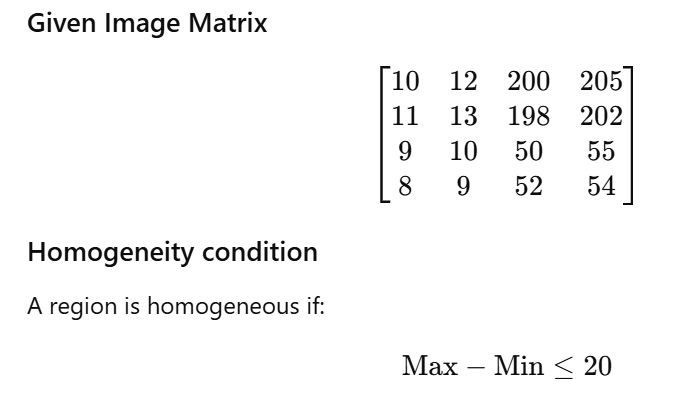 Given Image Matrix
10 12 200 205
11 13 198 202
9 10 50 55
8 9 52 54
Homogeneity condition
A region is homogeneous if:
Max − Min ≤ 20